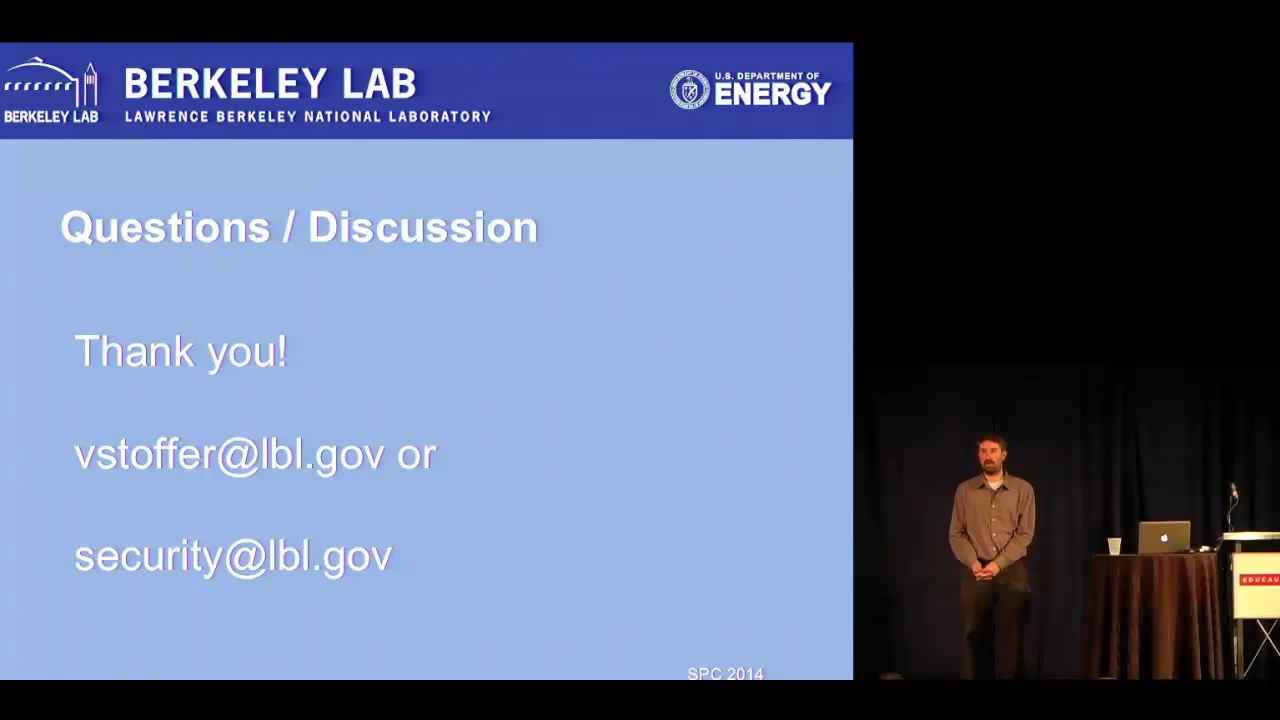 BERKELEY LAB
BERKELEY LAB
LAWRENCE BERKELEY NATIONAL LABORATORY
U.S. DEPARTMENT OF
ENERGY
Questions / Discussion
Thank you!
vstoffer@lbl.gov or
security@lbl.gov
SPC 2014
EDUCAU